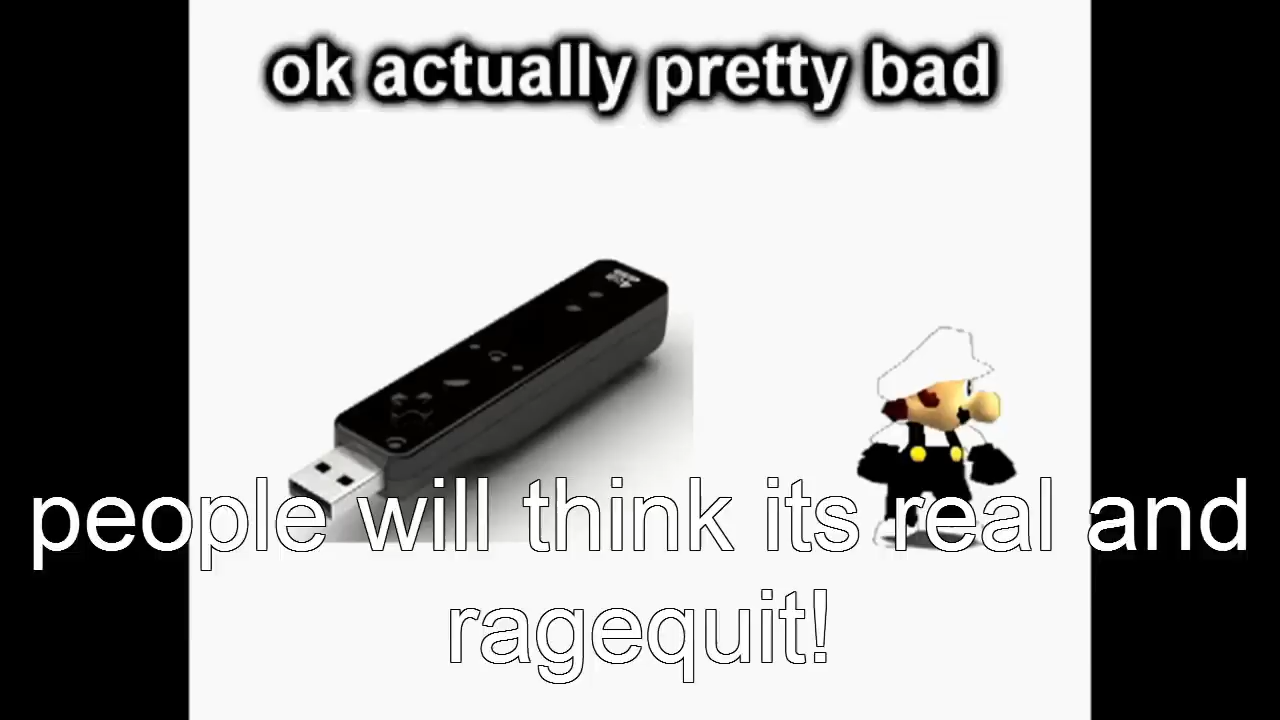 ok actually pretty bad
people will think its real and
ragequit!